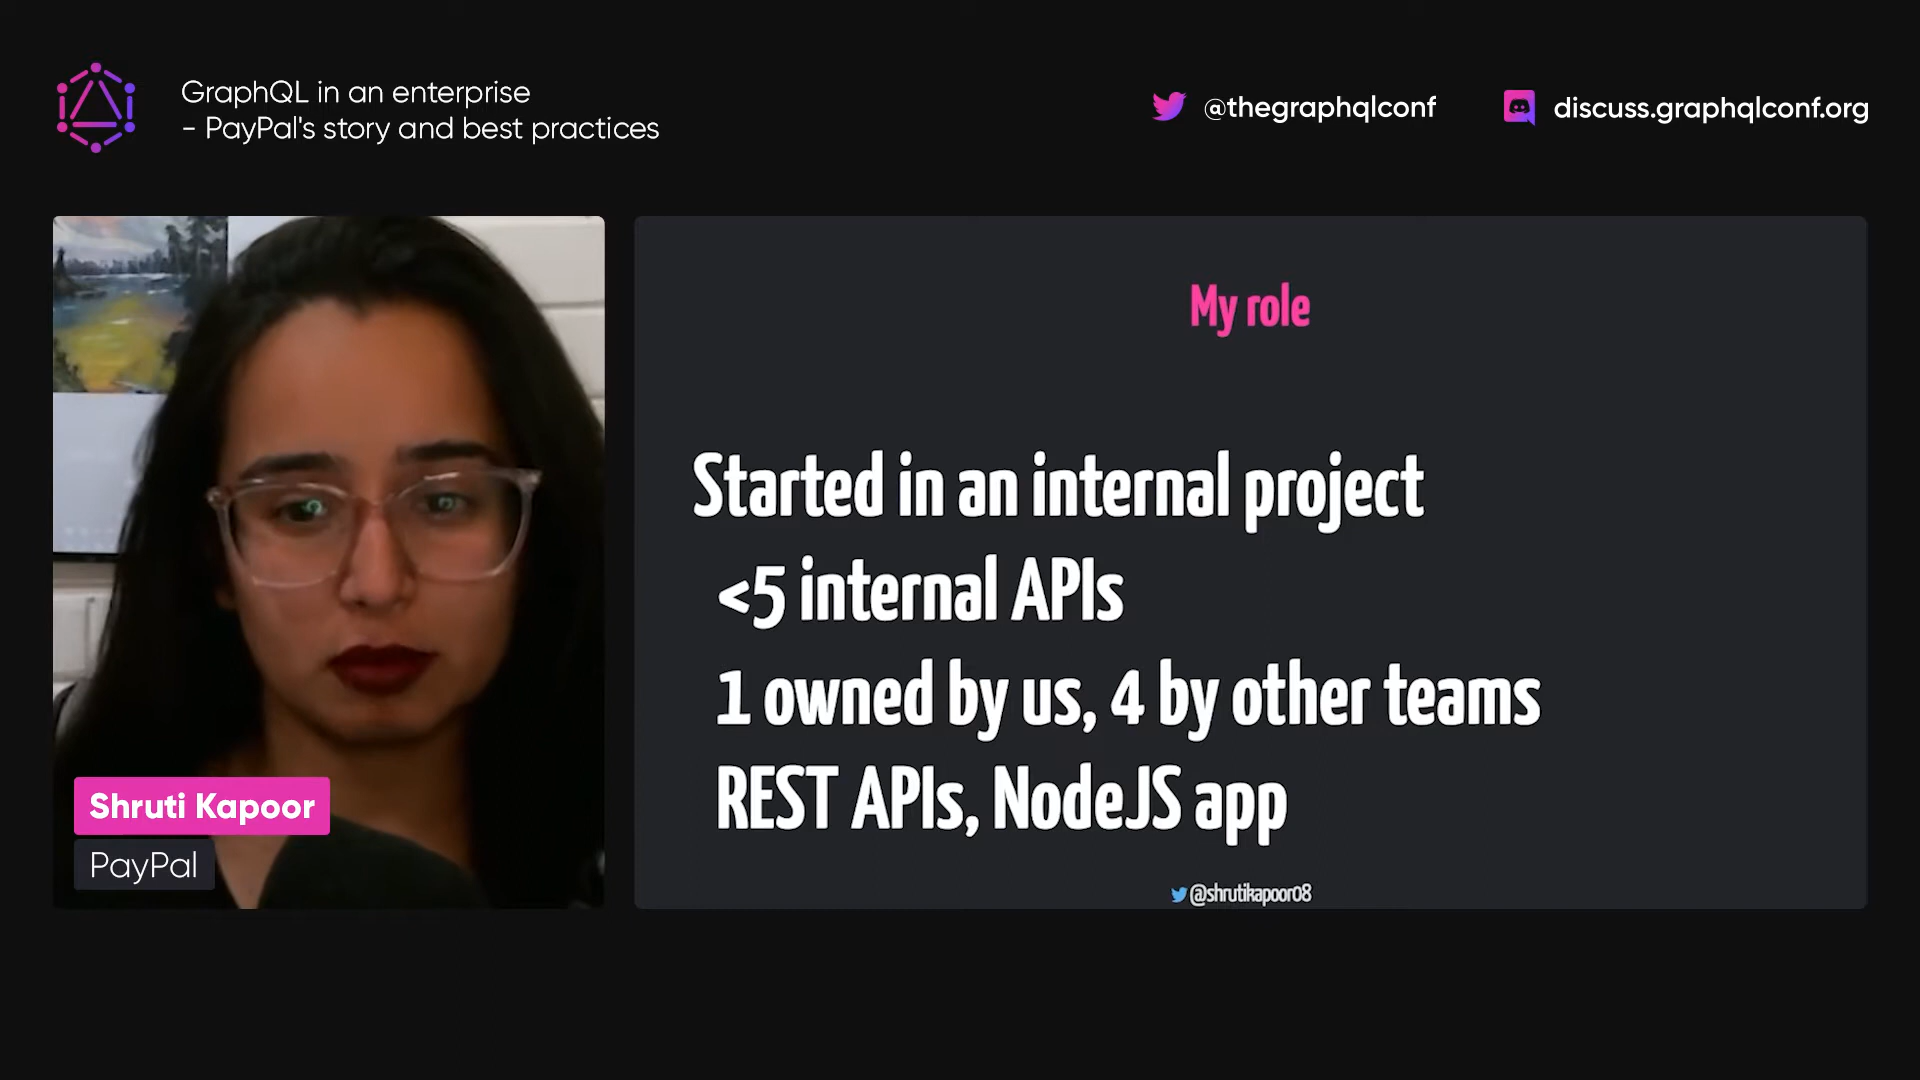 GraphQL in an enterprise
- PayPal's story and best practices
@thegraphqlconf
discuss.graphqlconf.org
My role
Started in an internal project
<5 internal APIs
1 owned by us, 4 by other teams
REST APIs, NodeJS app
@shrutikapoor08
Shruti Kapoor
PayPal